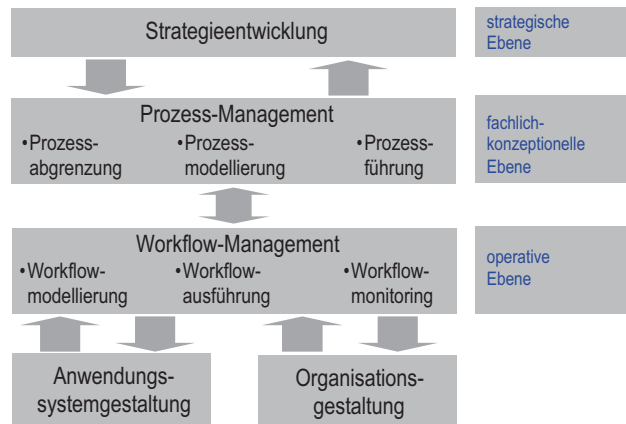 Strategieentwicklung
strategische
Ebene
Prozess-Management
•Prozess-
abgrenzung
•Prozess-
modellierung
•Prozess-
führung
fachlich-
konzeptionelle
Ebene
Workflow-Management
•Workflow-
modellierung
•Workflow-
ausführung
•Workflow-
monitoring
operative
Ebene
Anwendungs-
systemgestaltung
Organisations-
gestaltung